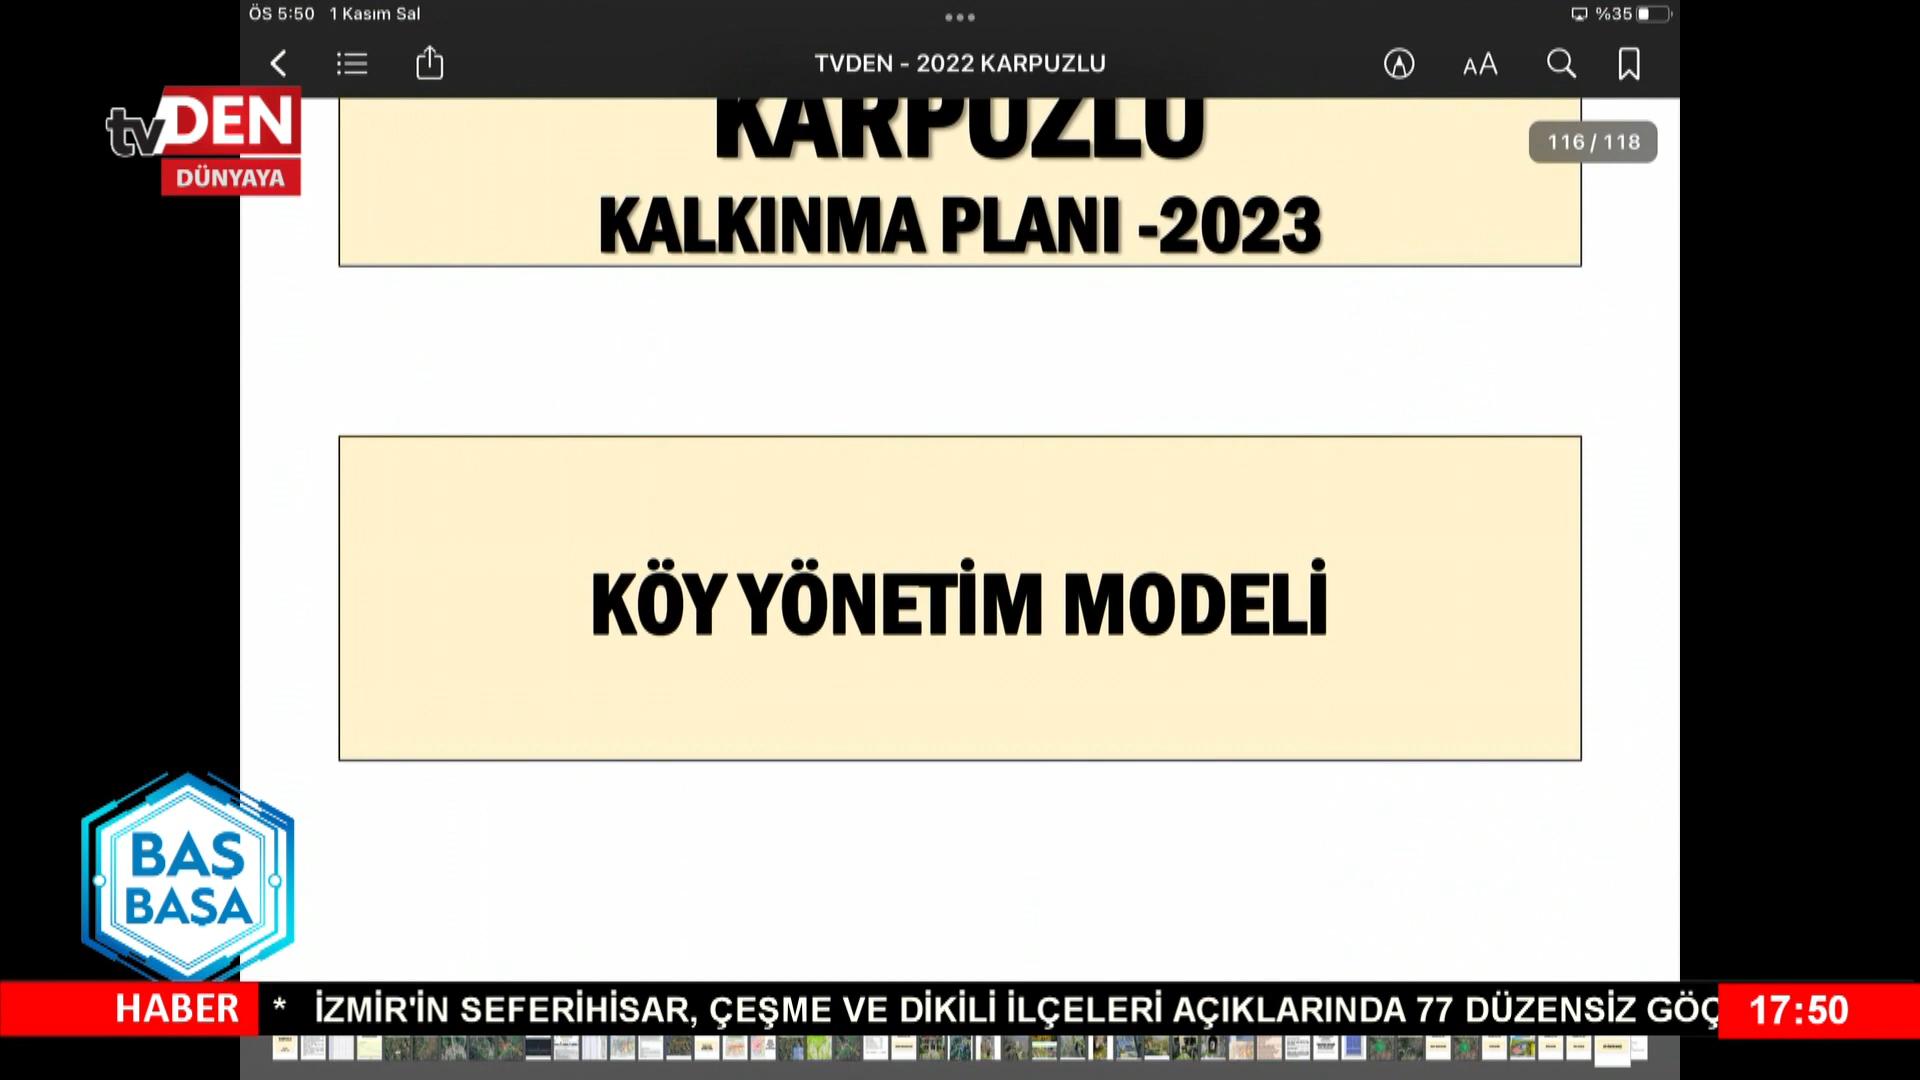 ÖS 5:50 1 Kasım Sal
%35
TVDEN - 2022 KARPUZLU
AA
tvDEN
DÜNYAYA
KARPUZLU
116 / 118
KALKINMA PLANI -2023
KÖY YÖNETİM MODELİ
BAŞ
BAŞA
HABER * İZMİR'İN SEFERİHİSAR, ÇEŞME VE DİKİLİ İLÇELERİ AÇIKLARINDA 77 DÜZENSİZ GÖÇ 17:50